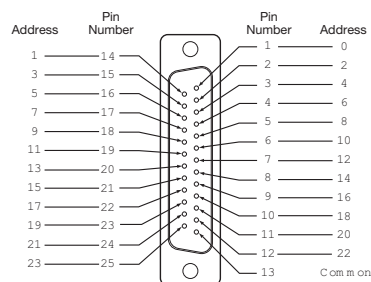 Pin Pin
Address Number Number Address
1 14 1 0
3 15 2 2
5 16 3 4
7 17 4 6
9 18 5 8
11 19 6 10
13 20 7 12
15 21 8 14
17 22 9 16
19 23 10 18
21 24 11 20
23 25 12 22
13 Common